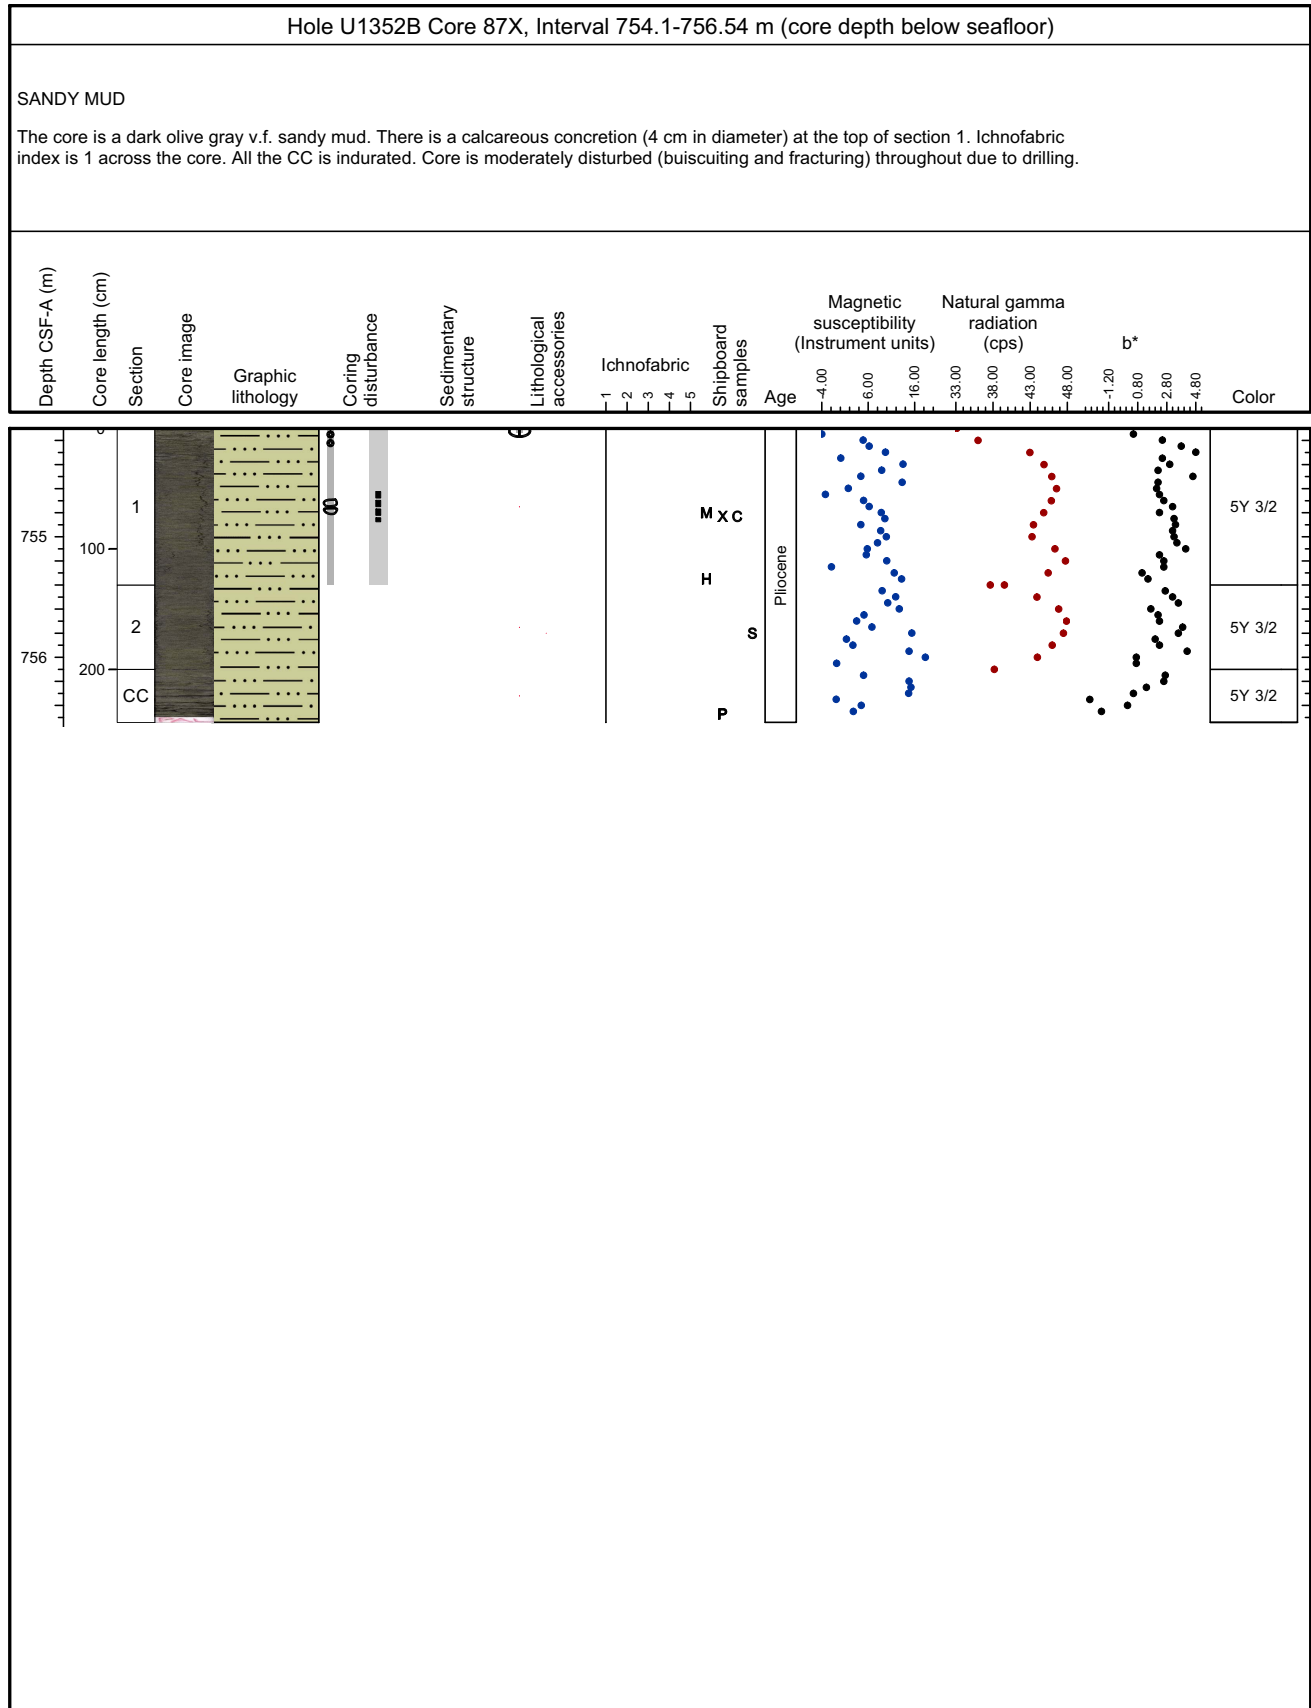 Hole U1352B Core 87X, Interval 754.1-756.54 m (core depth below seafloor)
SANDY MUD
The core is a dark olive gray v.f. sandy mud. There is a calcareous concretion (4 cm in diameter) at the top of section 1. Ichnofabric
index is 1 across the core. All the CC is indurated. Core is moderately disturbed (buiscuiting and fracturing) throughout due to drilling.
Depth CSF-A (m)
Core length (cm)
Section
Core image
Graphic
lithology
Coring
disturbance
Sedimentary
structure
Lithological
accessories
Ichnofabric
1 2 3 4 5
Shipboard
samples
Age
Magnetic
susceptibility
(Instrument units)
-4.00 6.00 16.00
Natural gamma
radiation
(cps)
33.00 38.00 43.00 48.00
b*
-1.20 0.80 2.80 4.80
Color
0
1
M X C
5Y 3/2
755
100
Pliocene
H
2
S
5Y 3/2
756
200
CC
P
5Y 3/2